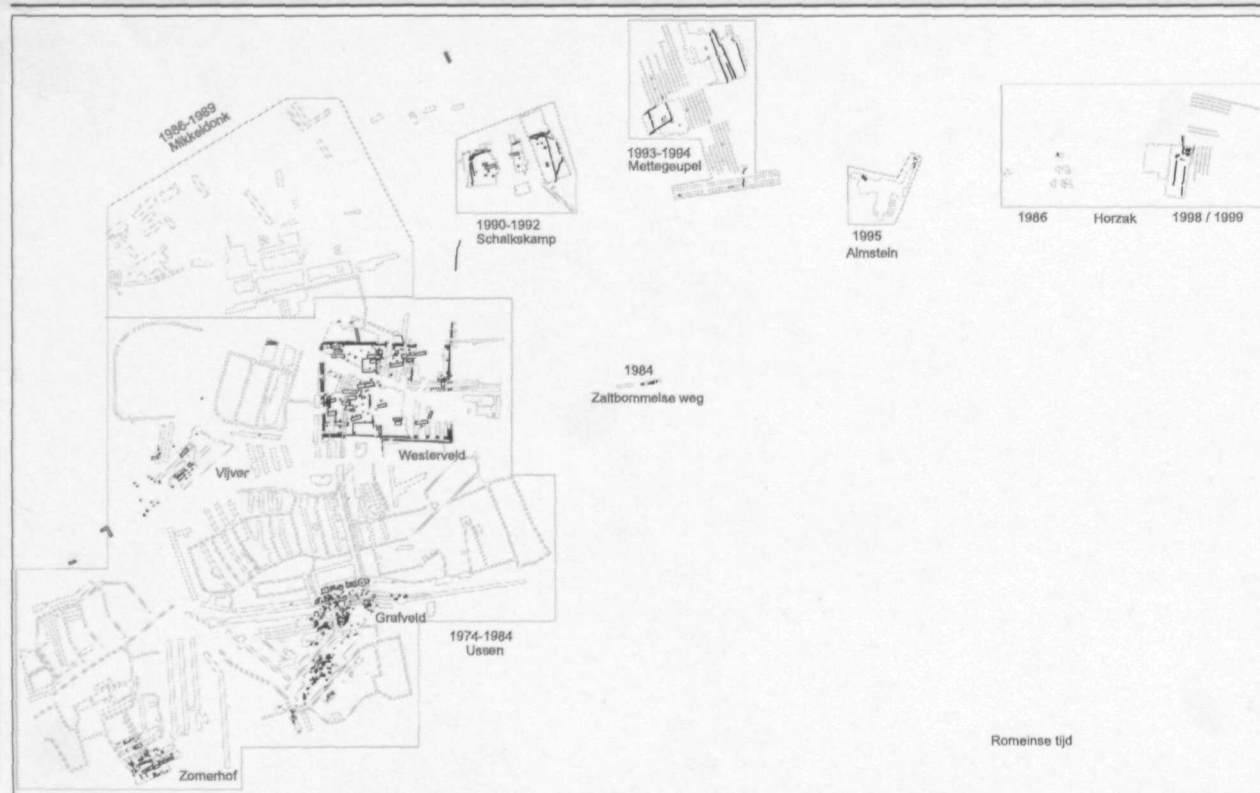 1986-1989
Mikkeldonk
1990-1992
Schalkskamp
1993-1994
Mettegeupel
1995
Almstein
1986
Horzak
1998 / 1999
1984
Zaltbommelse weg
Westerveld
Vijver
Grafveld
1974-1984
Ussen
Zomerhof
Romeinse tijd